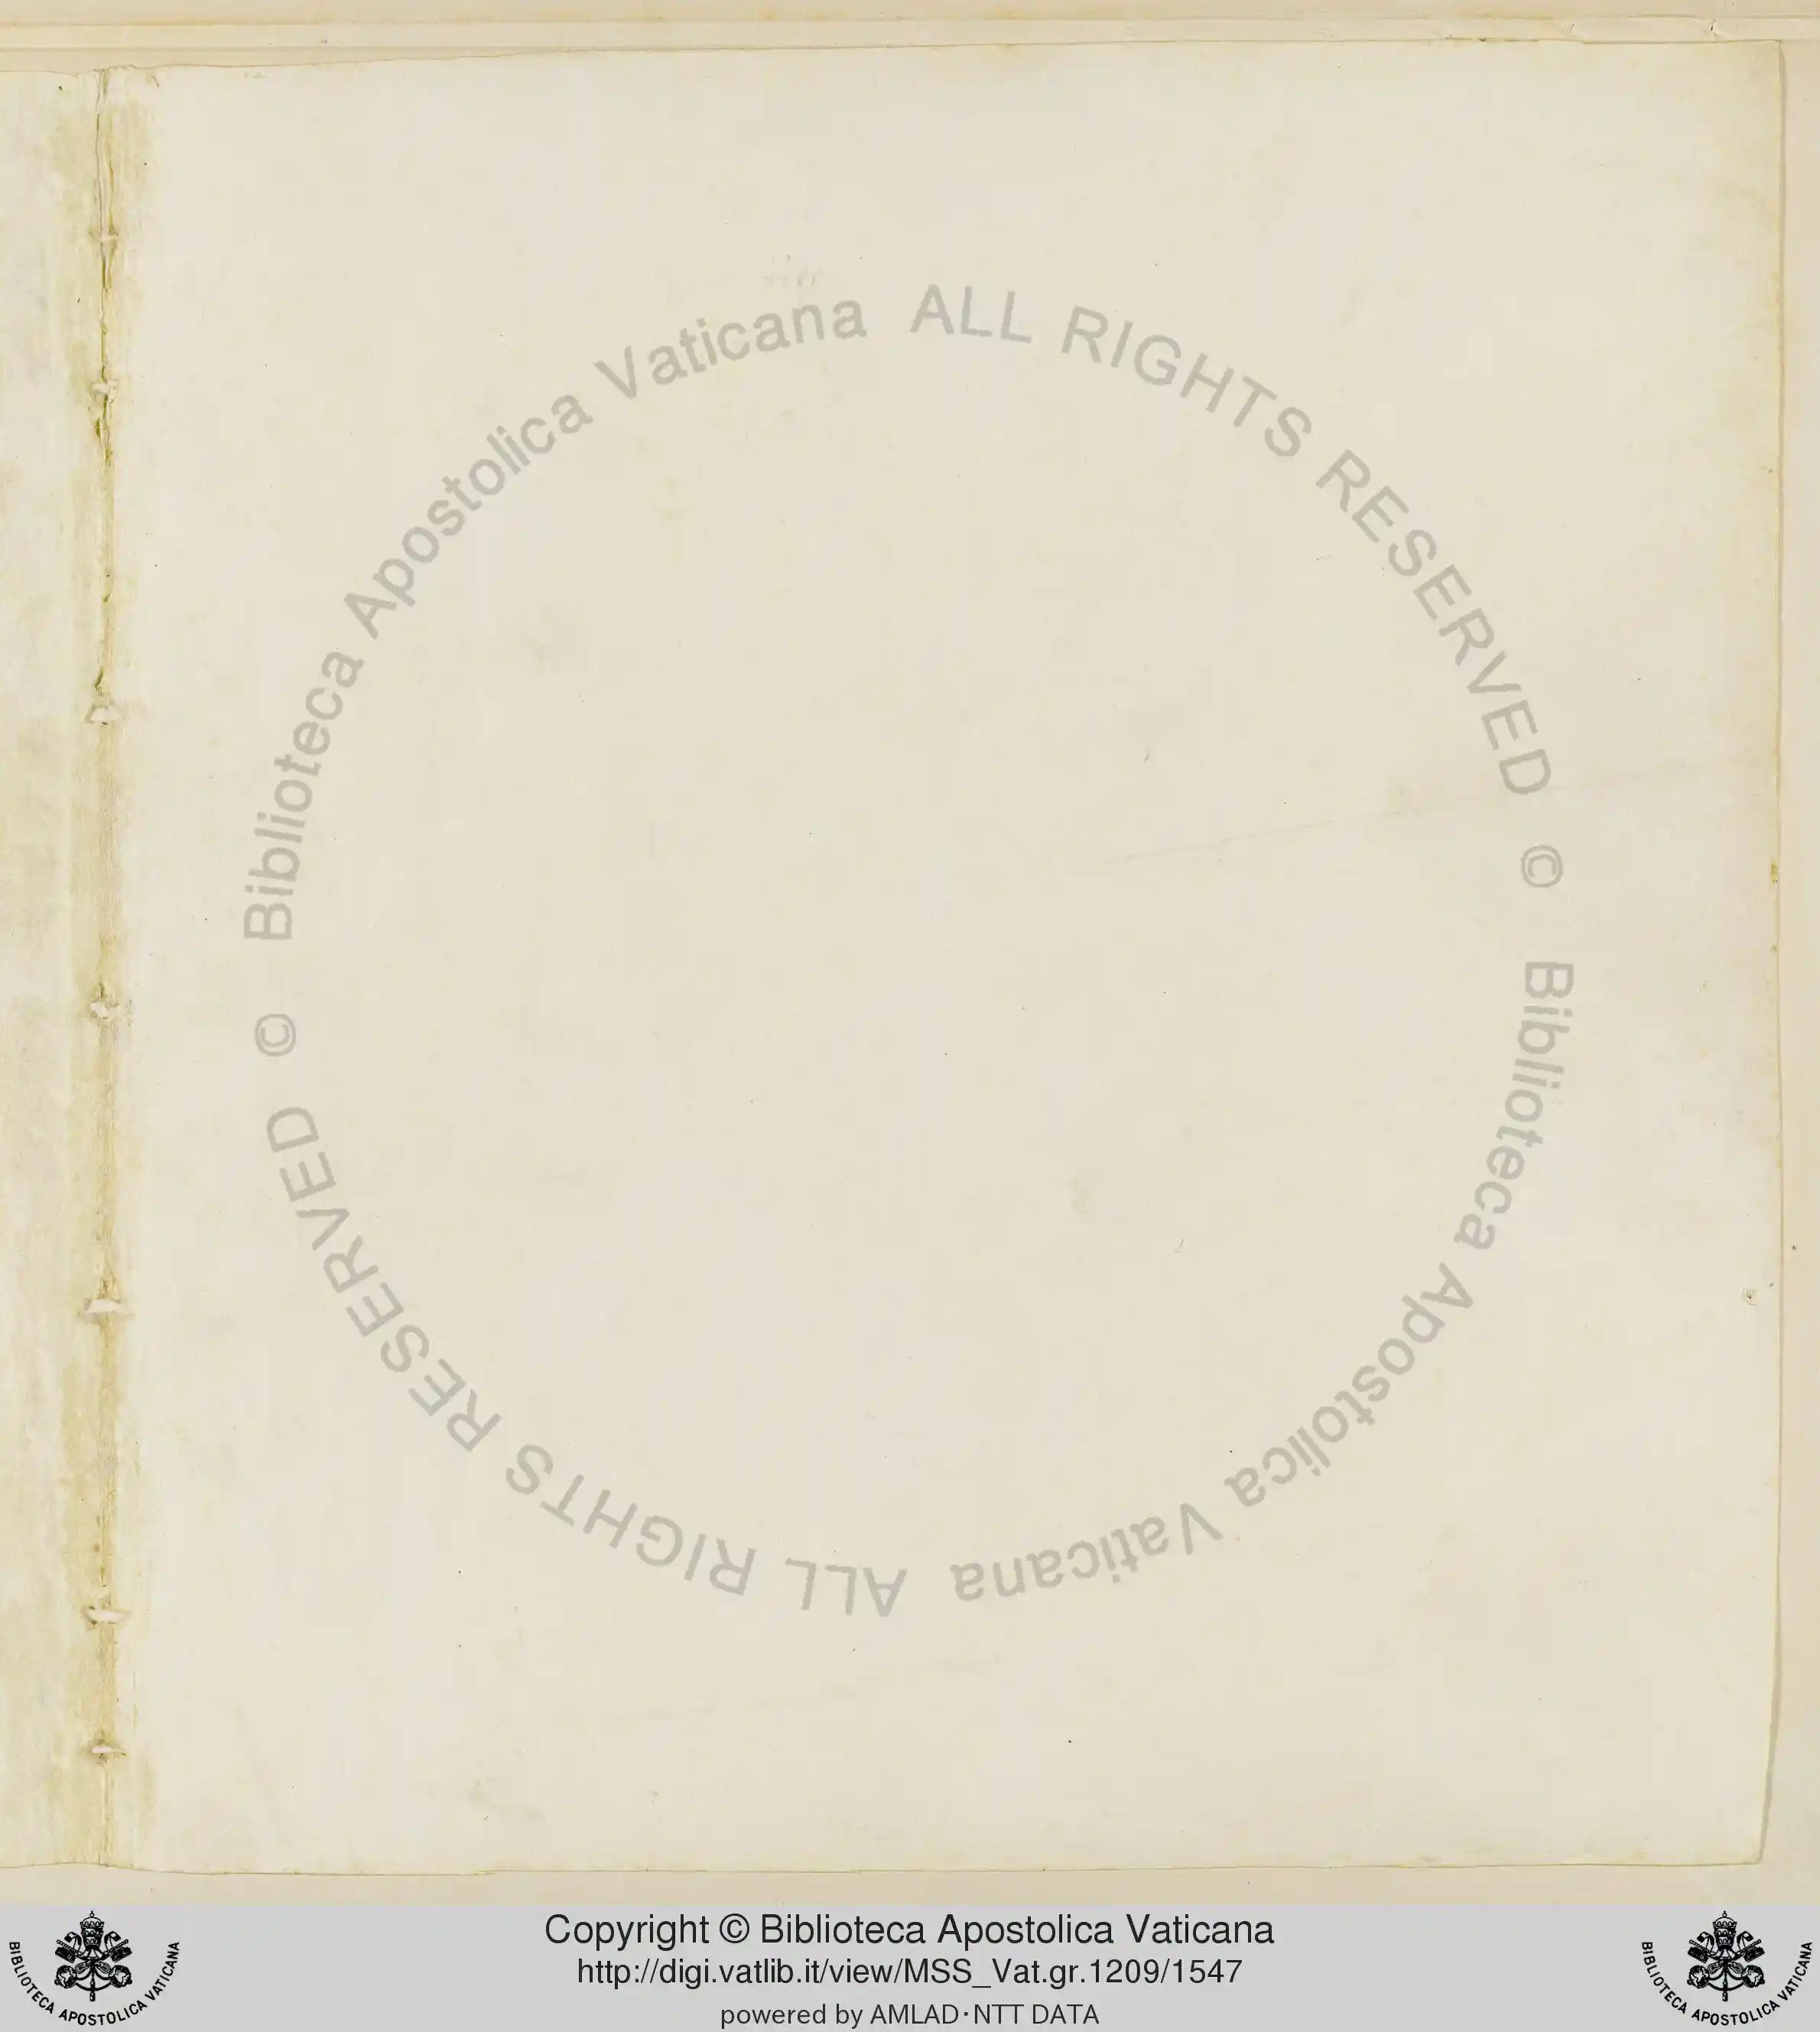 © Biblioteca Apostolica Vaticana ALL RIGHTS RESERVED © Biblioteca Apostolica Vaticana ALL RIGHTS RESERVED
Copyright © Biblioteca Apostolica Vaticana
http://digi.vatlib.it/view/MSS_Vat.gr.1209/1547
powered by AMLAD·NTT DATA
BIBLIOTECA APOSTOLICA VATICANA
BIBLIOTECA APOSTOLICA VATICANA